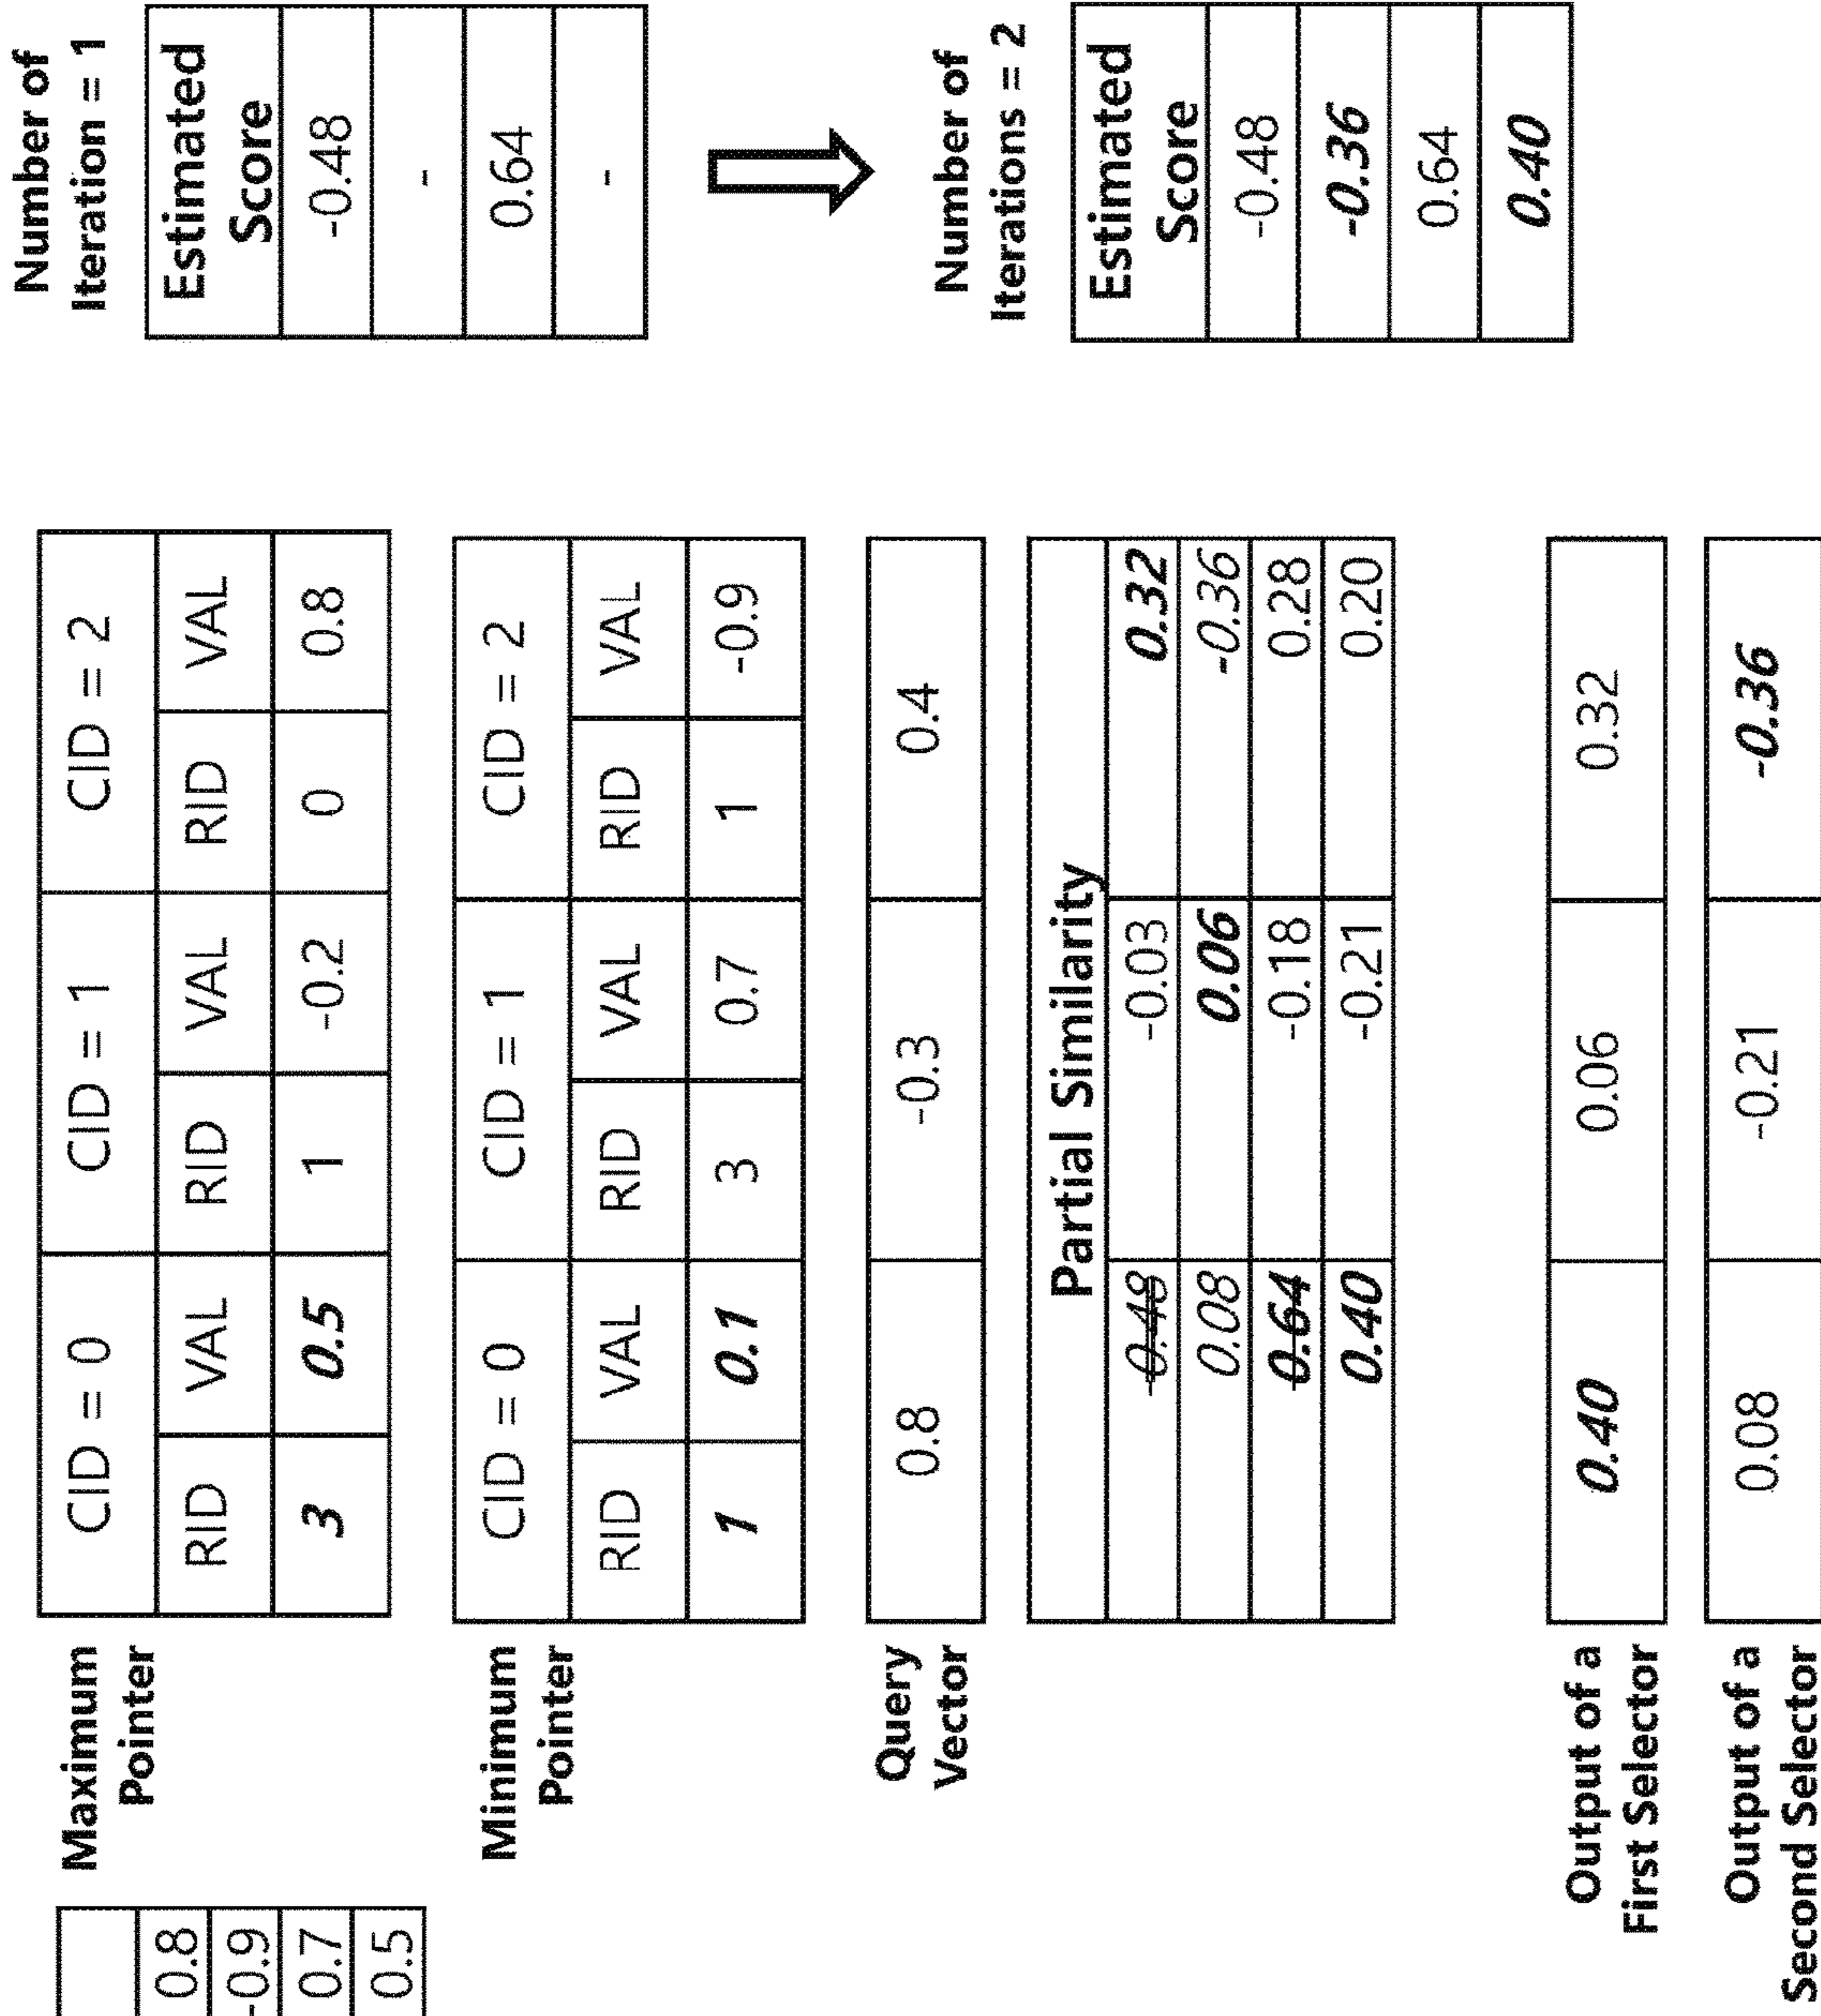 0.8
-0.9
0.7
0.5
Maximum
Pointer
CID = 0 CID = 1 CID = 2
RID VAL RID VAL RID VAL
3 0.5 1 -0.2 0 0.8
Minimum
Pointer
CID = 0 CID = 1 CID = 2
RID VAL RID VAL RID VAL
1 0.1 3 0.7 1 -0.9
Query
Vector
0.8 -0.3 0.4
Partial Similarity
-0.48 -0.03 0.32
0.08 0.06 -0.36
0.64 -0.18 0.28
0.40 -0.21 0.20
Output of a
First Selector
0.40 0.06 0.32
Output of a
Second Selector
0.08 -0.21 -0.36
Number of
Iteration = 1
Estimated
Score
-0.48
-
0.64
-
Number of
Iterations = 2
Estimated
Score
-0.48
-0.36
0.64
0.40